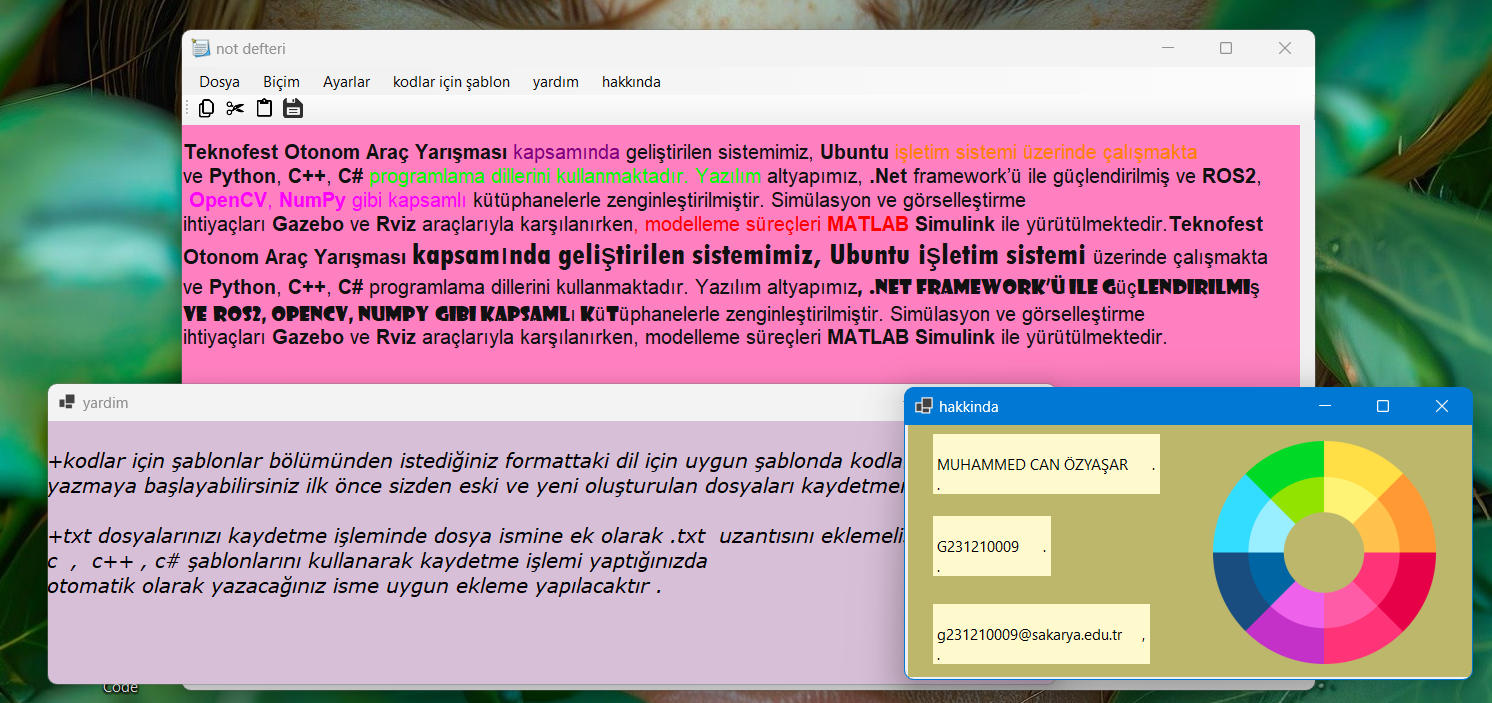 not defteri
Dosya Biçim Ayarlar kodlar için şablon yardım hakkında
Teknofest Otonom Araç Yarışması kapsamında geliştirilen sistemimiz, Ubuntu işletim sistemi üzerinde çalışmakta
ve Python, C++, C# programlama dillerini kullanmaktadır. Yazılım altyapımız, .Net framework'ü ile güçlendirilmiş ve ROS2,
OpenCV, NumPy gibi kapsamlı kütüphanelerle zenginleştirilmiştir. Simülasyon ve görselleştirme
ihtiyaçları Gazebo ve Rviz araçlarıyla karşılanırken, modelleme süreçleri MATLAB Simulink ile yürütülmektedir.Teknofest
Otonom Araç Yarışması kapsamında geliştirilen sistemimiz, Ubuntu işletim sistemi üzerinde çalışmakta
ve Python, C++, C# programlama dillerini kullanmaktadır. Yazılım altyapımız, .NET FRAMEWORK'Ü ILE GüçLENDIRILMIş
VE ROS2, OPENCV, NUMPY GIBI KAPSAMLı KüTüphanelerle zenginleştirilmiştir. Simülasyon ve görselleştirme
ihtiyaçları Gazebo ve Rviz araçlarıyla karşılanırken, modelleme süreçleri MATLAB Simulink ile yürütülmektedir.
yardim
+kodlar için şablonlar bölümünden istediğiniz formattaki dil için uygun şablonda
yazmaya başlayabilirsiniz ilk önce sizden eski ve yeni oluşturulan dosyaları
+txt dosyalarınızı kaydetme işleminde dosya ismine ek olarak .txt uzantısını
c , c++ , c# şablonlarını kullanarak kaydetme işlemi yaptığınızda
otomatik olarak yazacağınız isme uygun ekleme yapılacaktır .
hakkinda
MUHAMMED CAN ÖZYAŞAR .
.
G231210009 .
.
g231210009@sakarya.edu.tr ,
.
Code